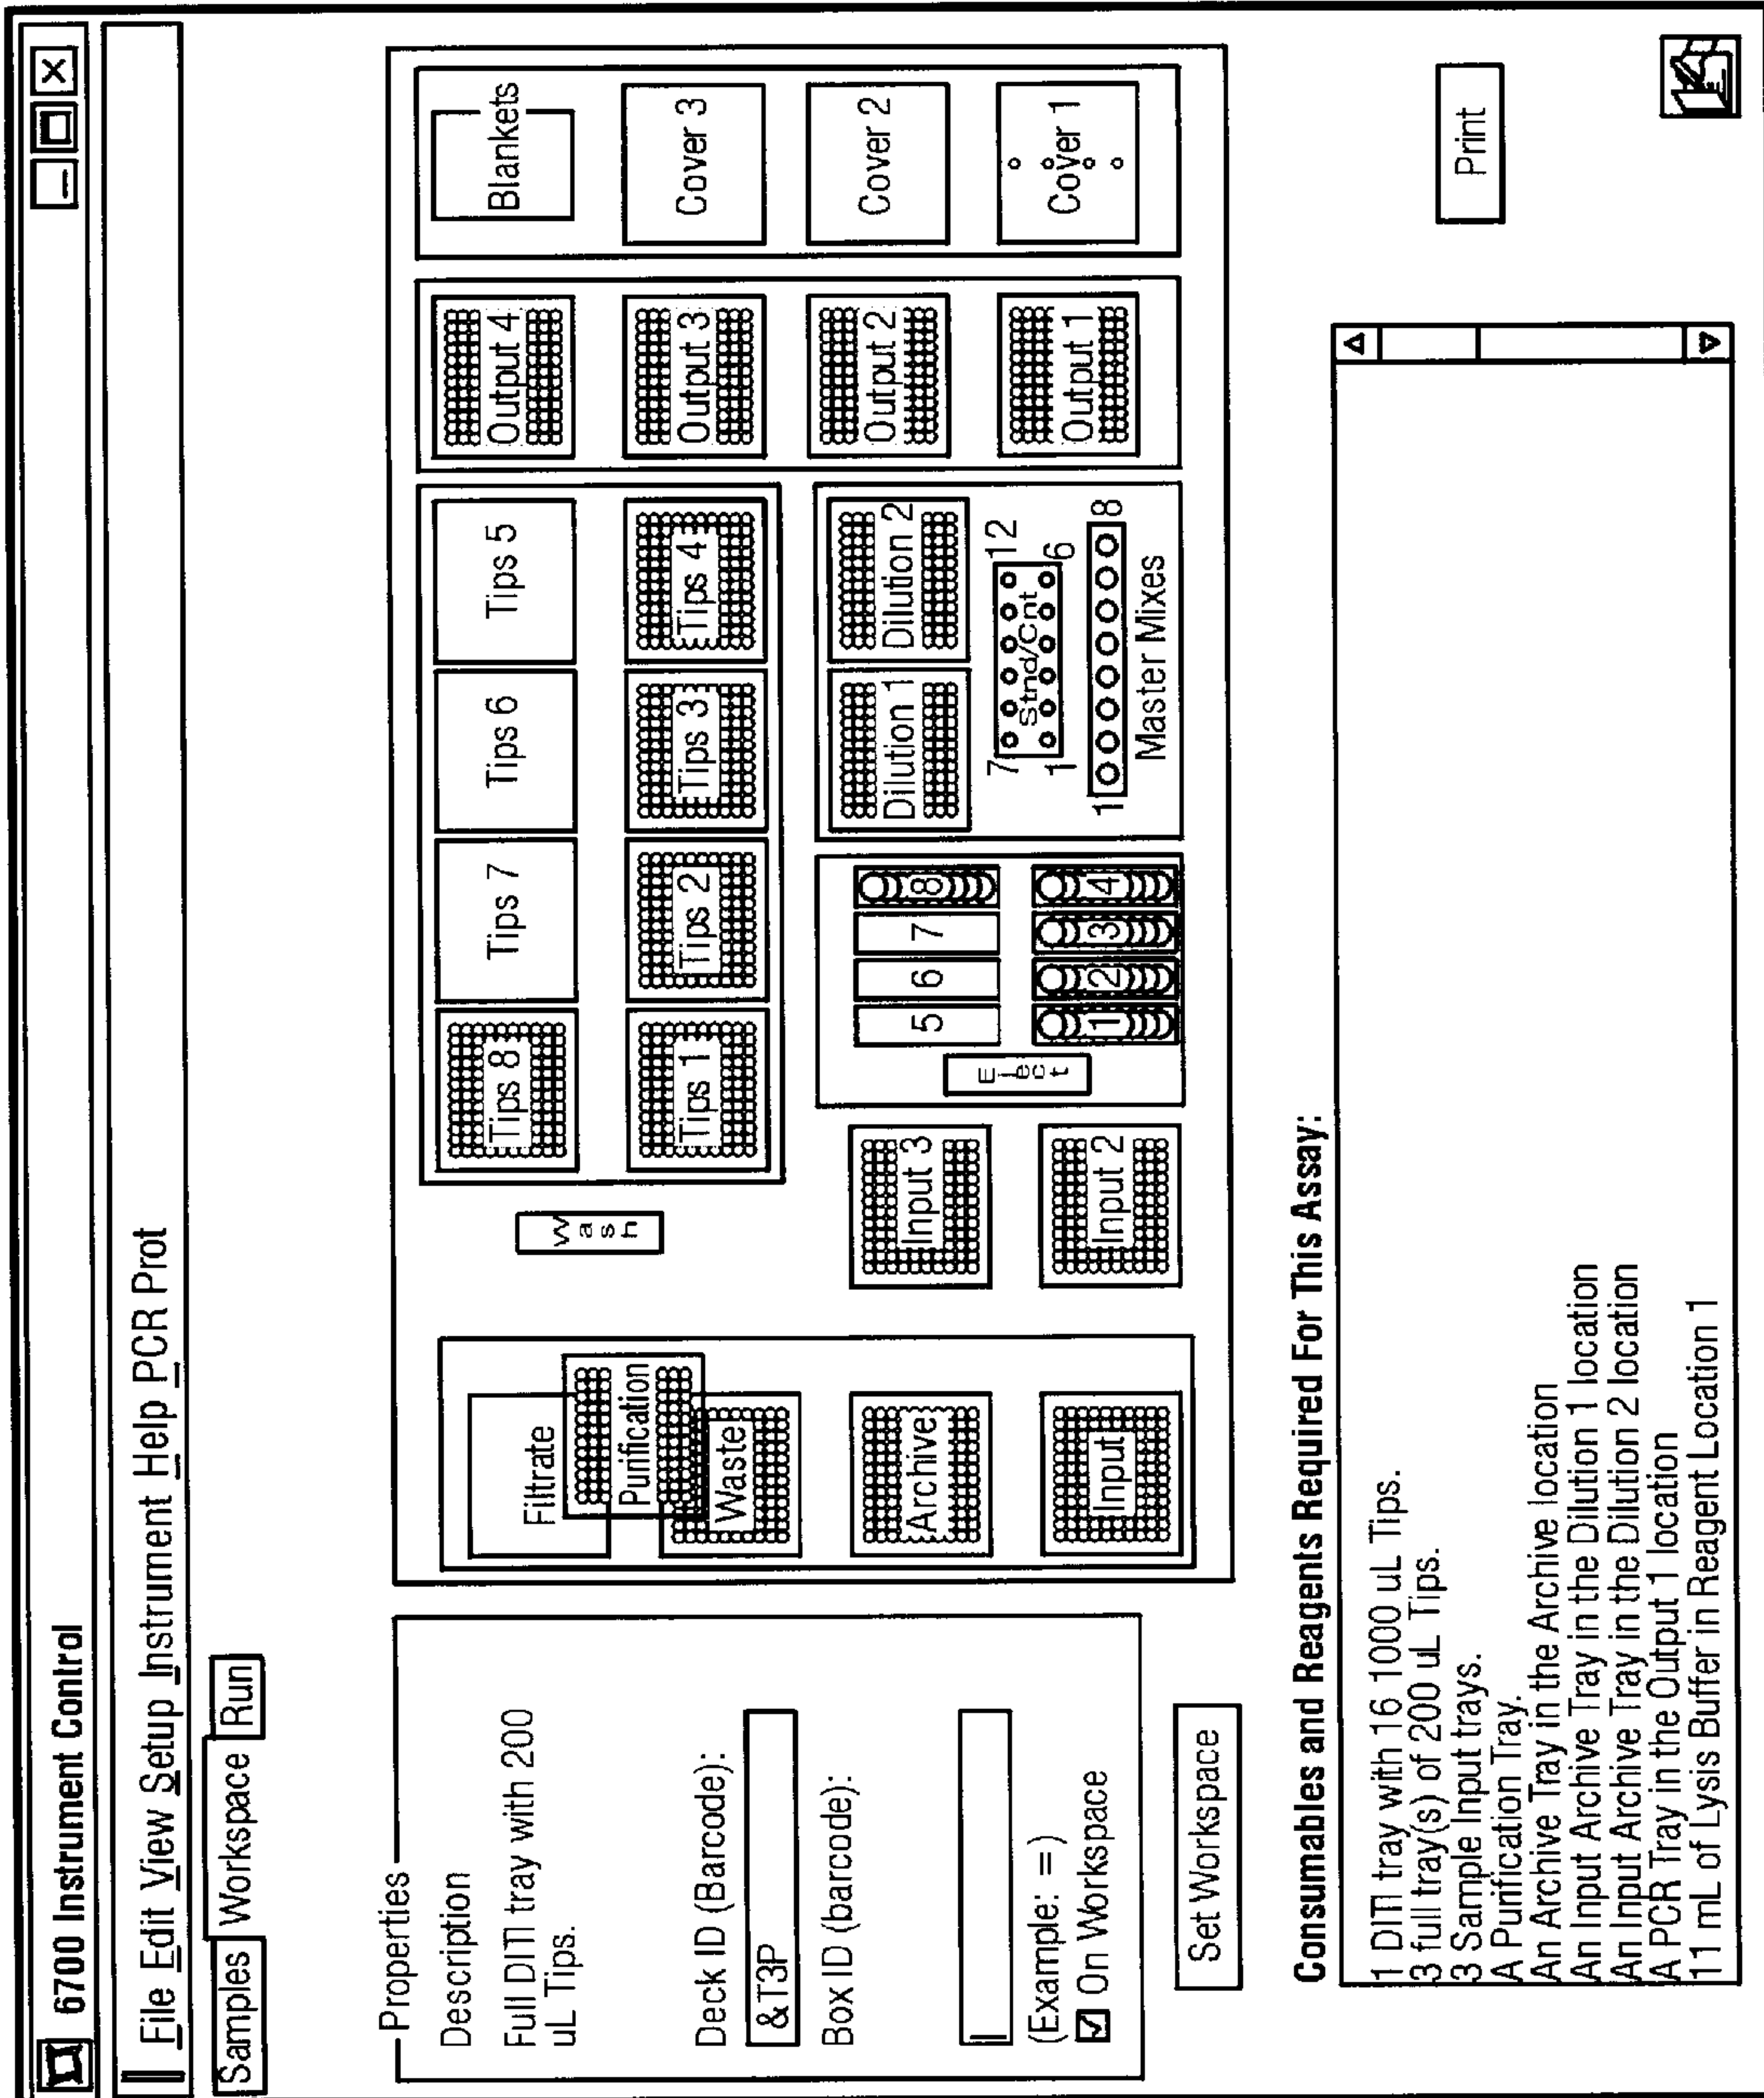 6700 Instrument Control
File Edit View Setup Instrument Help PCR Prot
Samples Workspace Run
Properties
Description
Full DITI tray with 200
uL Tips.
Deck ID (Barcode):
&T3P
Box ID (barcode):
(Example: =)
On Workspace
Set Workspace
Filtrate
Purification
Waste
Archive
Input
Wash
Input 3
Input 2
Tips 8
Tips 7
Tips 6
Tips 5
Tips 1
Tips 2
Tips 3
Tips 4
5 6 7 8
1 2 3 4
Dilution 1
Dilution 2
7 12
Stnd/Cnt
1 6
1 8
Master Mixes
Output 4
Output 3
Output 2
Output 1
Blankets
Cover 3
Cover 2
Cover 1
Consumables and Reagents Required For This Assay:
1 DITI tray with 16 1000 uL Tips.
3 full tray(s) of 200 uL Tips.
3 Sample Input trays.
A Purification Tray.
An Archive Tray in the Archive location
An Input Archive Tray in the Dilution 1 location
An Input Archive Tray in the Dilution 2 location
A PCR Tray in the Output 1 location
11 mL of Lysis Buffer in Reagent Location 1
Print